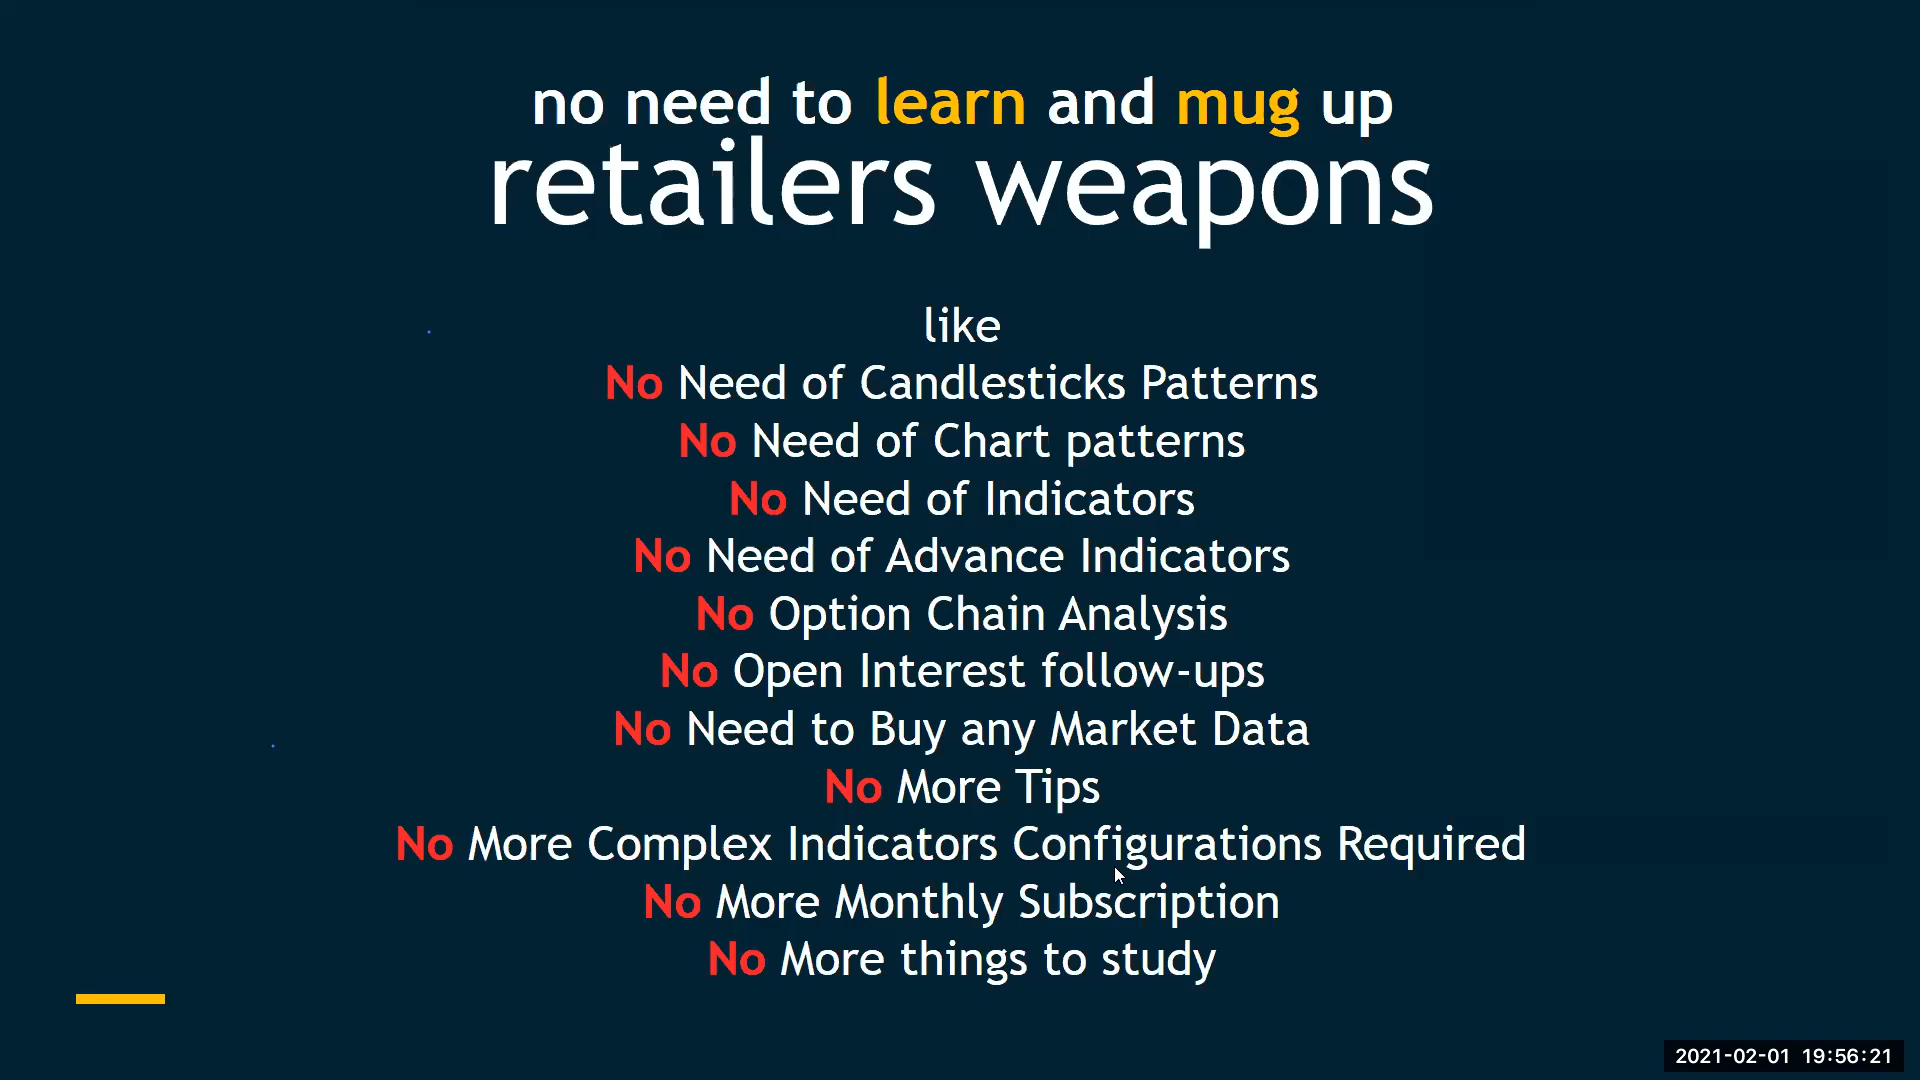 no need to learn and mug up
retailers weapons
like
No Need of Candlesticks Patterns
No Need of Chart patterns
No Need of Indicators
No Need of Advance Indicators
No Option Chain Analysis
No Open Interest follow-ups
No Need to Buy any Market Data
No More Tips
No More Complex Indicators Configurations Required
No More Monthly Subscription
No More things to study
2021-02-01 19:56:21